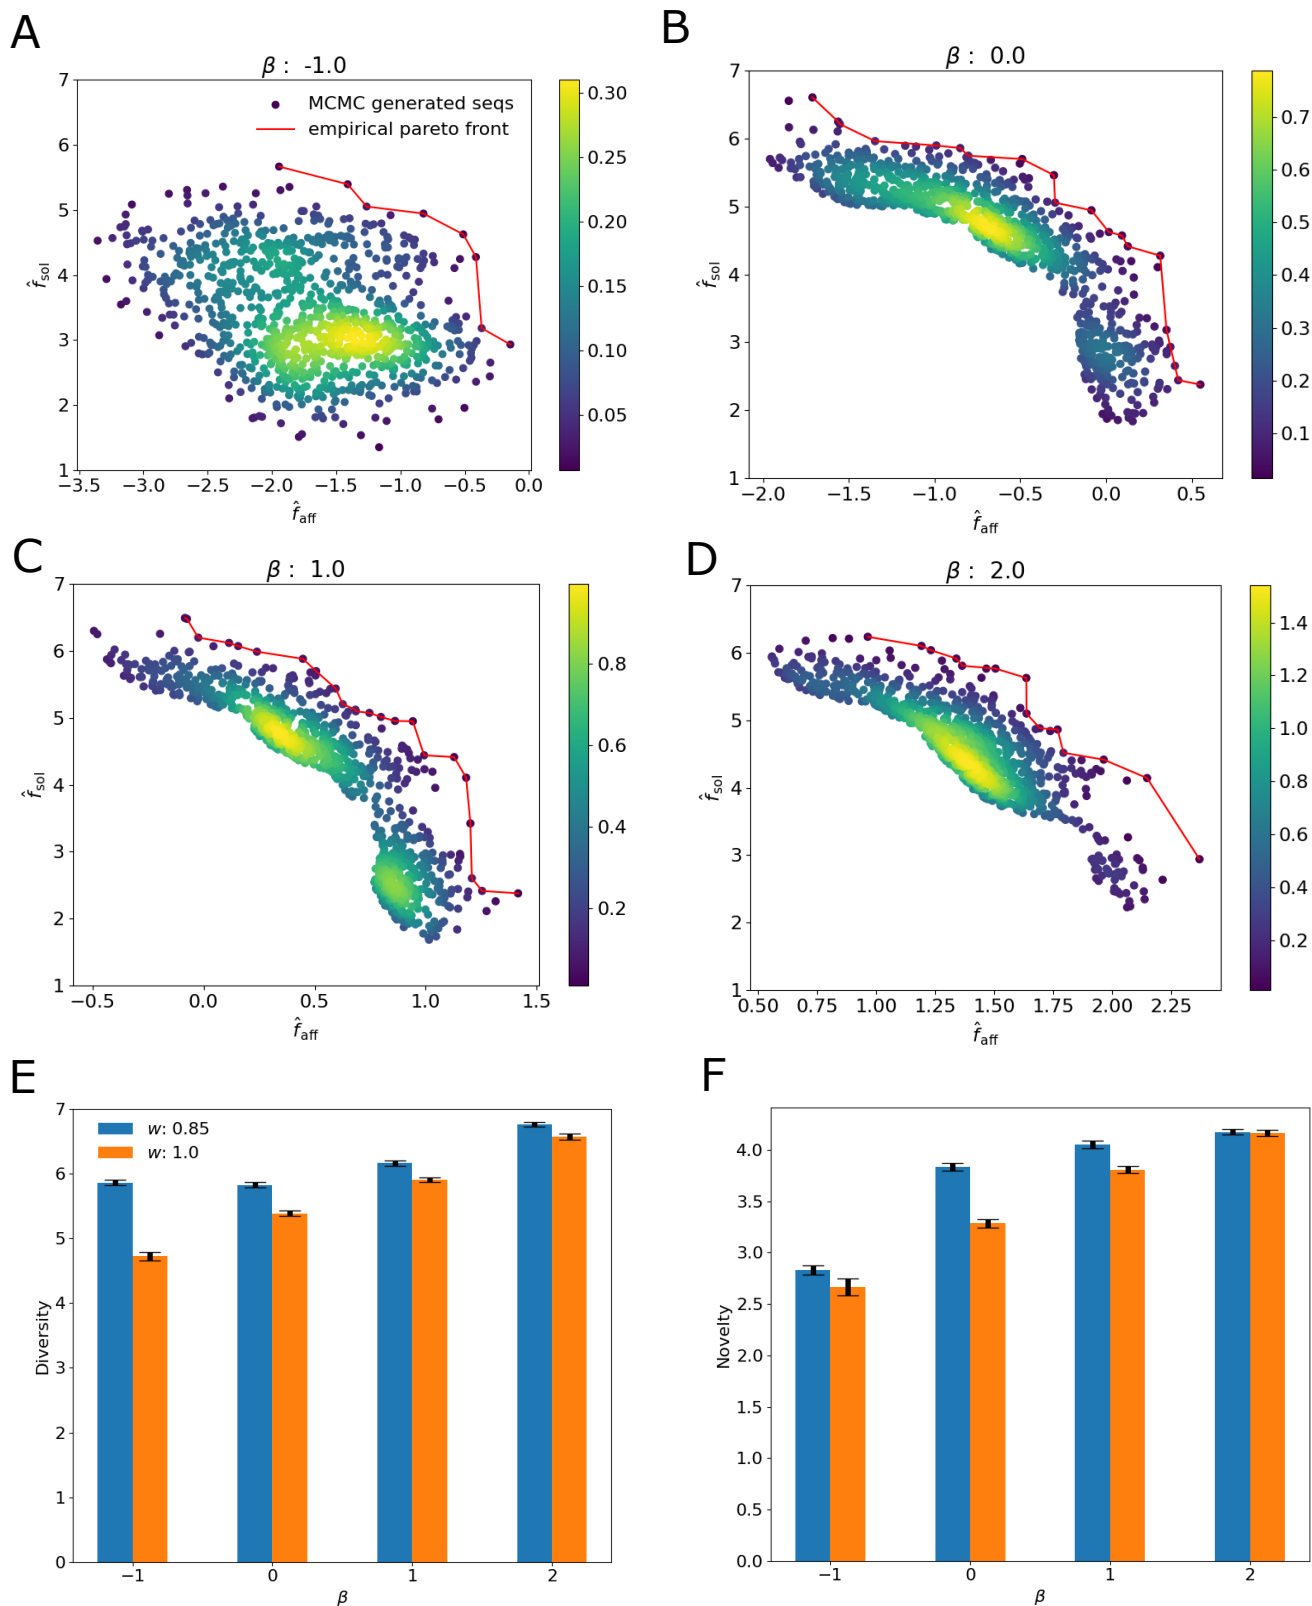 A
β : -1.0
MCMC generated seqs
empirical pareto front
7
6
5
4
3
2
1
f̂sol
−3.5 −3.0 −2.5 −2.0 −1.5 −1.0 −0.5 0.0
f̂aff
0.30
0.25
0.20
0.15
0.10
0.05
B
β : 0.0
7
6
5
4
3
2
1
f̂sol
−2.0 −1.5 −1.0 −0.5 0.0 0.5
f̂aff
0.7
0.6
0.5
0.4
0.3
0.2
0.1
C
β : 1.0
7
6
5
4
3
2
1
f̂sol
−0.5 0.0 0.5 1.0 1.5
f̂aff
0.8
0.6
0.4
0.2
D
β : 2.0
7
6
5
4
3
2
1
f̂sol
0.50 0.75 1.00 1.25 1.50 1.75 2.00 2.25
f̂aff
1.4
1.2
1.0
0.8
0.6
0.4
0.2
E
w: 0.85
w: 1.0
7
6
5
4
3
2
1
0
Diversity
−1 0 1 2
β
F
4.0
3.5
3.0
2.5
2.0
1.5
1.0
0.5
0.0
Novelty
−1 0 1 2
β